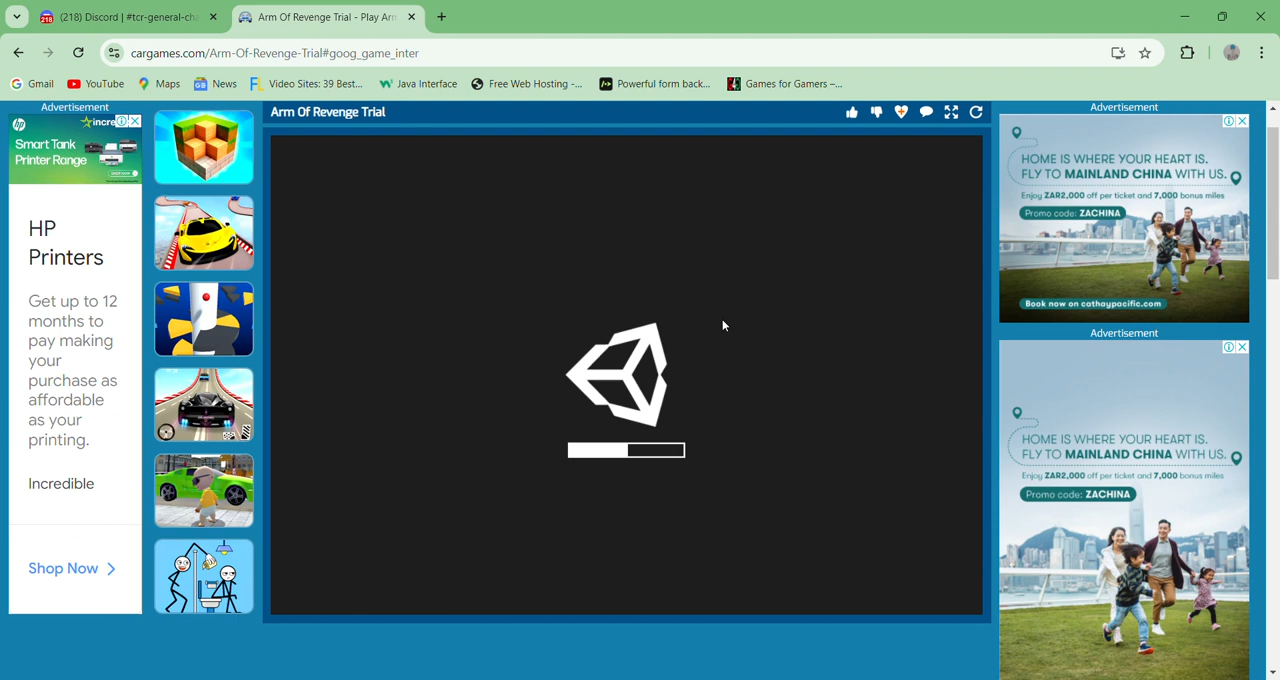 (218) Discord | #tcr-general-cha
Arm Of Revenge Trial - Play Arm
cargames.com/Arm-Of-Revenge-Trial#goog_game_inter
Gmail
YouTube
Maps
News
Video Sites: 39 Best...
Java Interface
Free Web Hosting -...
Powerful form back...
Games for Gamers –...
Advertisement
hp
incre
Smart Tank
Printer Range
HP
Printers
Get up to 12
months to
pay making
your
purchase as
affordable
as your
printing.
Incredible
Shop Now
Arm Of Revenge Trial
Advertisement
HOME IS WHERE YOUR HEART IS.
FLY TO MAINLAND CHINA WITH US.
Enjoy ZAR2,000 off per ticket and 7,000 bonus miles
Promo code: ZACHINA
Book now on cathaypacific.com
Advertisement
HOME IS WHERE YOUR HEART IS.
FLY TO MAINLAND CHINA WITH US.
Enjoy ZAR2,000 off per ticket and 7,000 bonus miles
Promo code: ZACHINA